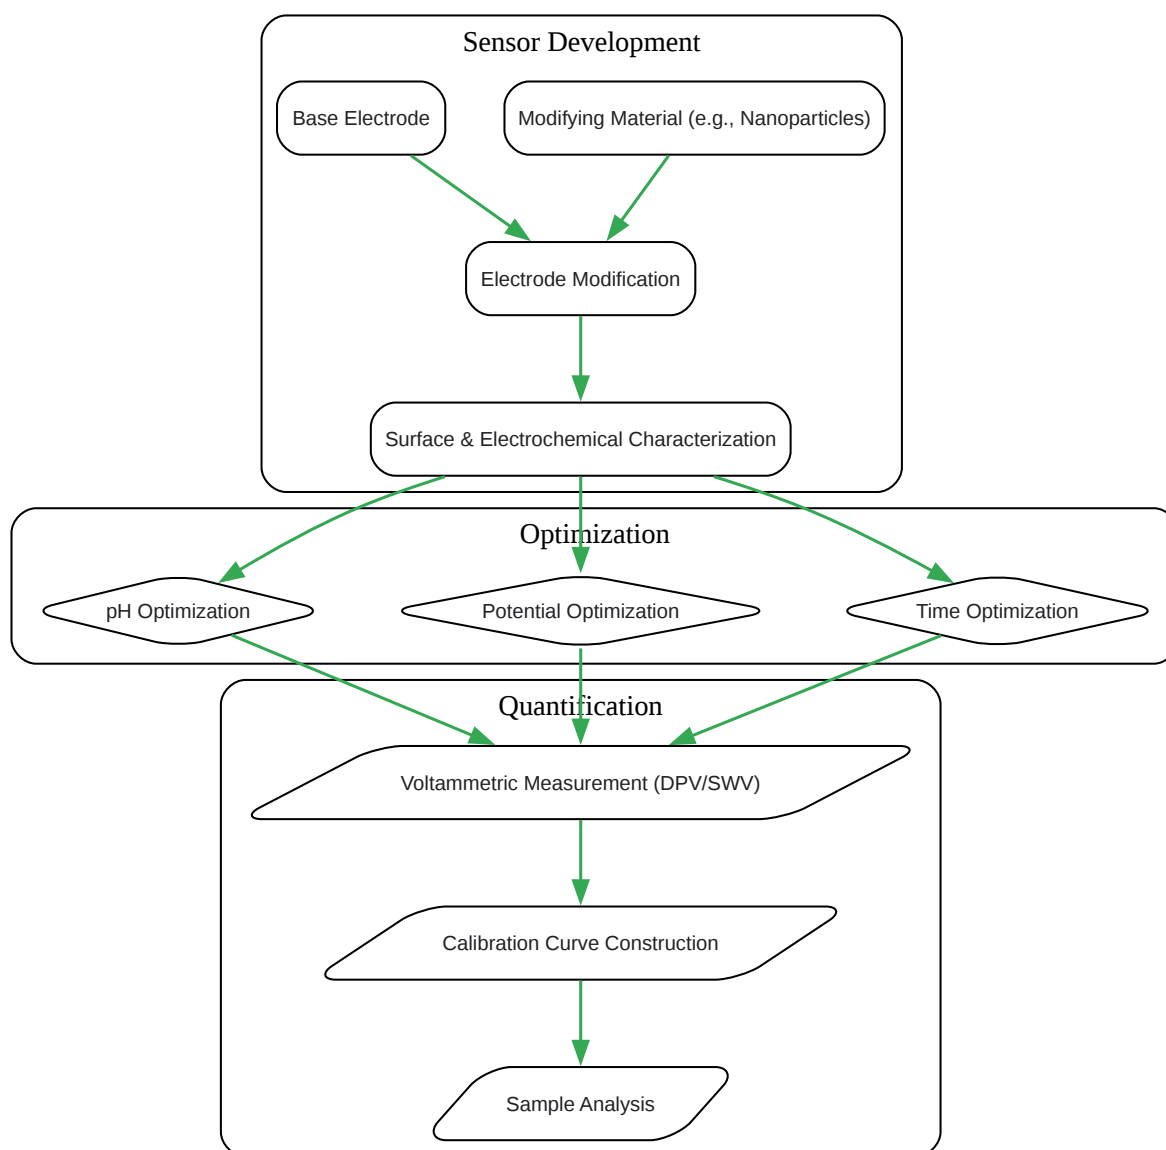 Sensor Development
Base Electrode
Modifying Material (e.g., Nanoparticles)
Electrode Modification
Surface & Electrochemical Characterization
Optimization
pH Optimization
Potential Optimization
Time Optimization
Quantification
Voltammetric Measurement (DPV/SWV)
Calibration Curve Construction
Sample Analysis